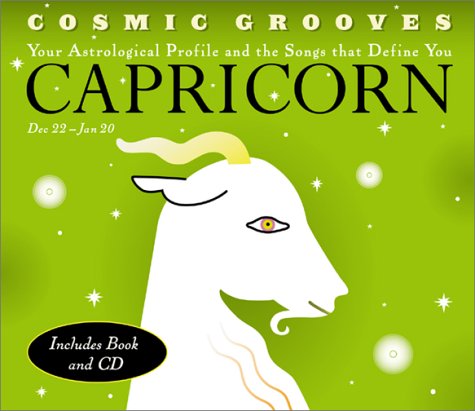 COSMIC GROOVES
Your Astrological Profile and the Songs that Define You
CAPRICORN
Dec 22 – Jan 20
Includes Book
and CD